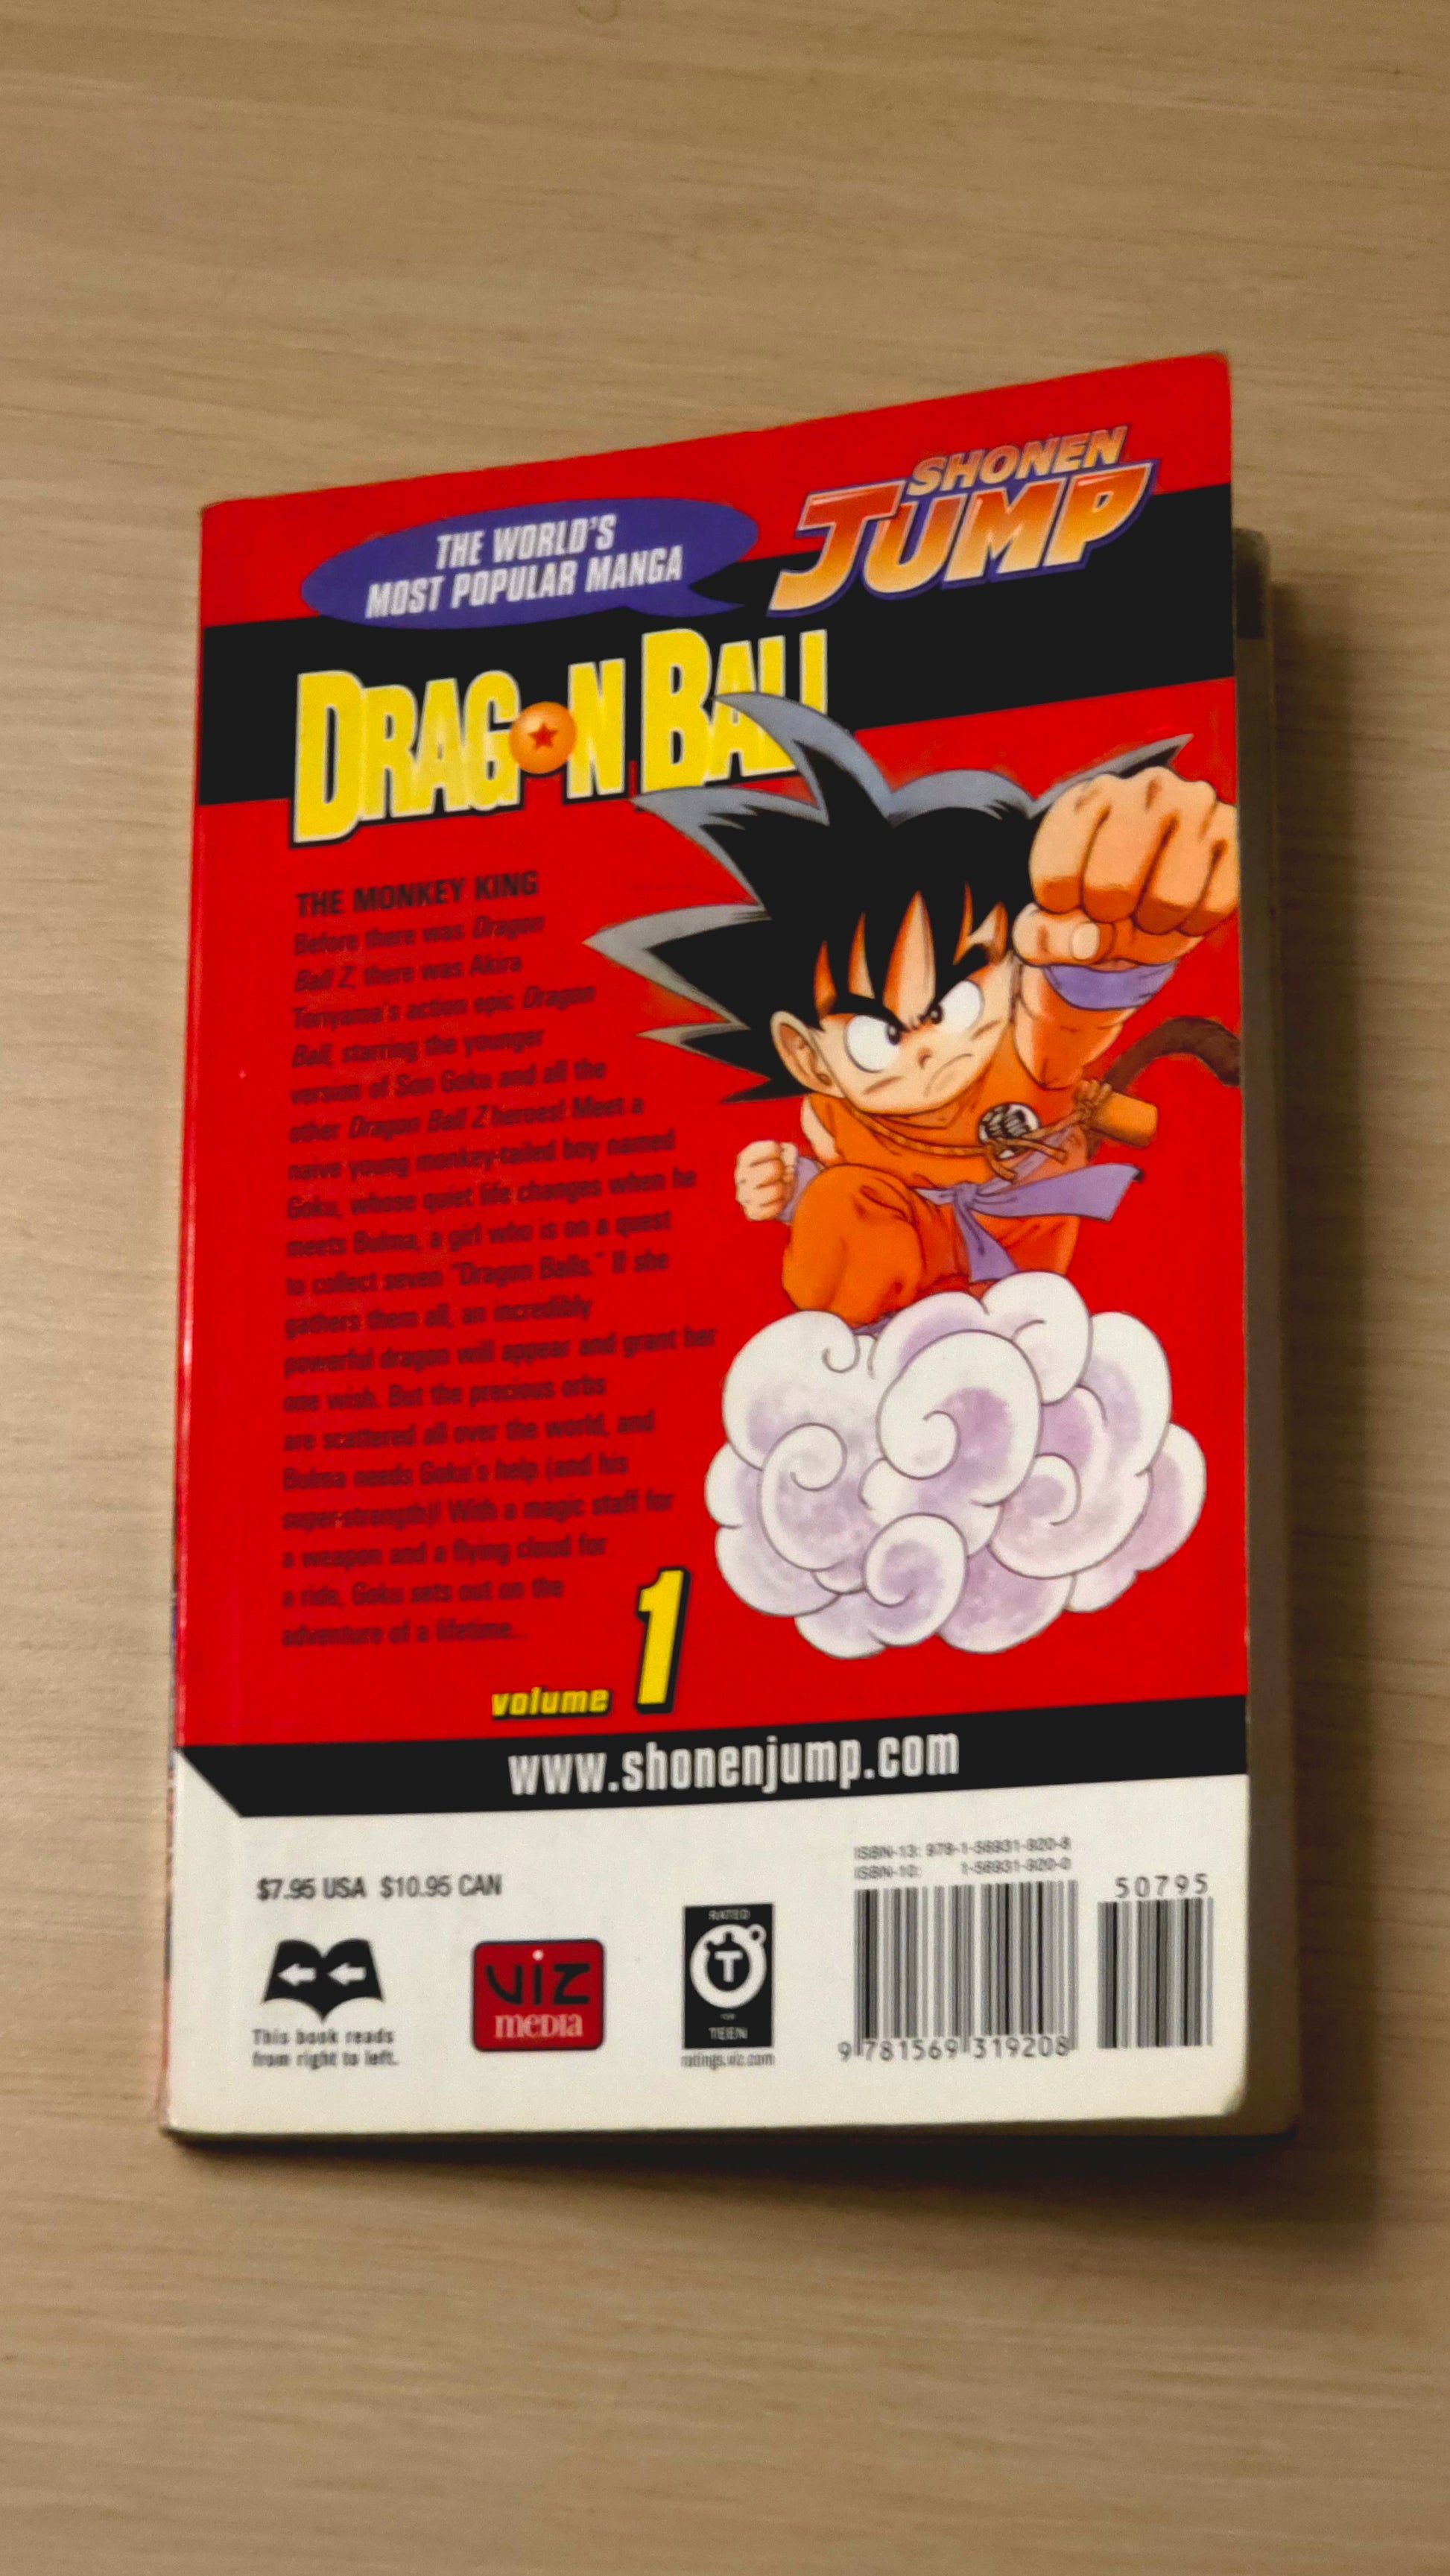 SHONEN
JUMP
THE WORLD'S
MOST POPULAR MANGA
DRAGON BALL
THE MONKEY KING
Before there was Dragon
Ball Z, there was Akira
Toriyama's action epic Dragon
Ball, starring the younger
version of Son Goku and all the
other Dragon Ball Z heroes! Meet a
naive young monkey-tailed boy named
Goku, whose quiet life changes when he
meets Bulma, a girl who is on a quest
to collect seven "Dragon Balls." If she
gathers them all, an incredibly
powerful dragon will appear and grant her
one wish. But the precious orbs
are scattered all over the world, and
Bulma needs Goku's help (and his
super-strength)! With a magic staff for
a weapon and a flying cloud for
a ride, Goku sets out on the
adventure of a lifetime...
volume 1
www.shonenjump.com
$7.95 USA $10.95 CAN
This book reads
from right to left.
VIZ
MEDIA
RATED
T
FOR
TEEN
ratings.viz.com
ISBN-13: 978-1-56931-920-8
ISBN-10: 1-56931-920-0
50795
9 781569 319208